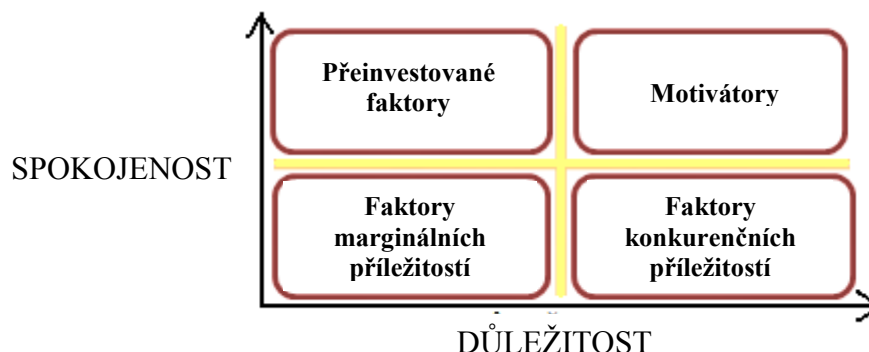 Přeinvestované
faktory
Motivátory
SPOKOJENOST
Faktory
marginálních
příležitostí
Faktory
konkurenčních
příležitostí
DŮLEŽITOST